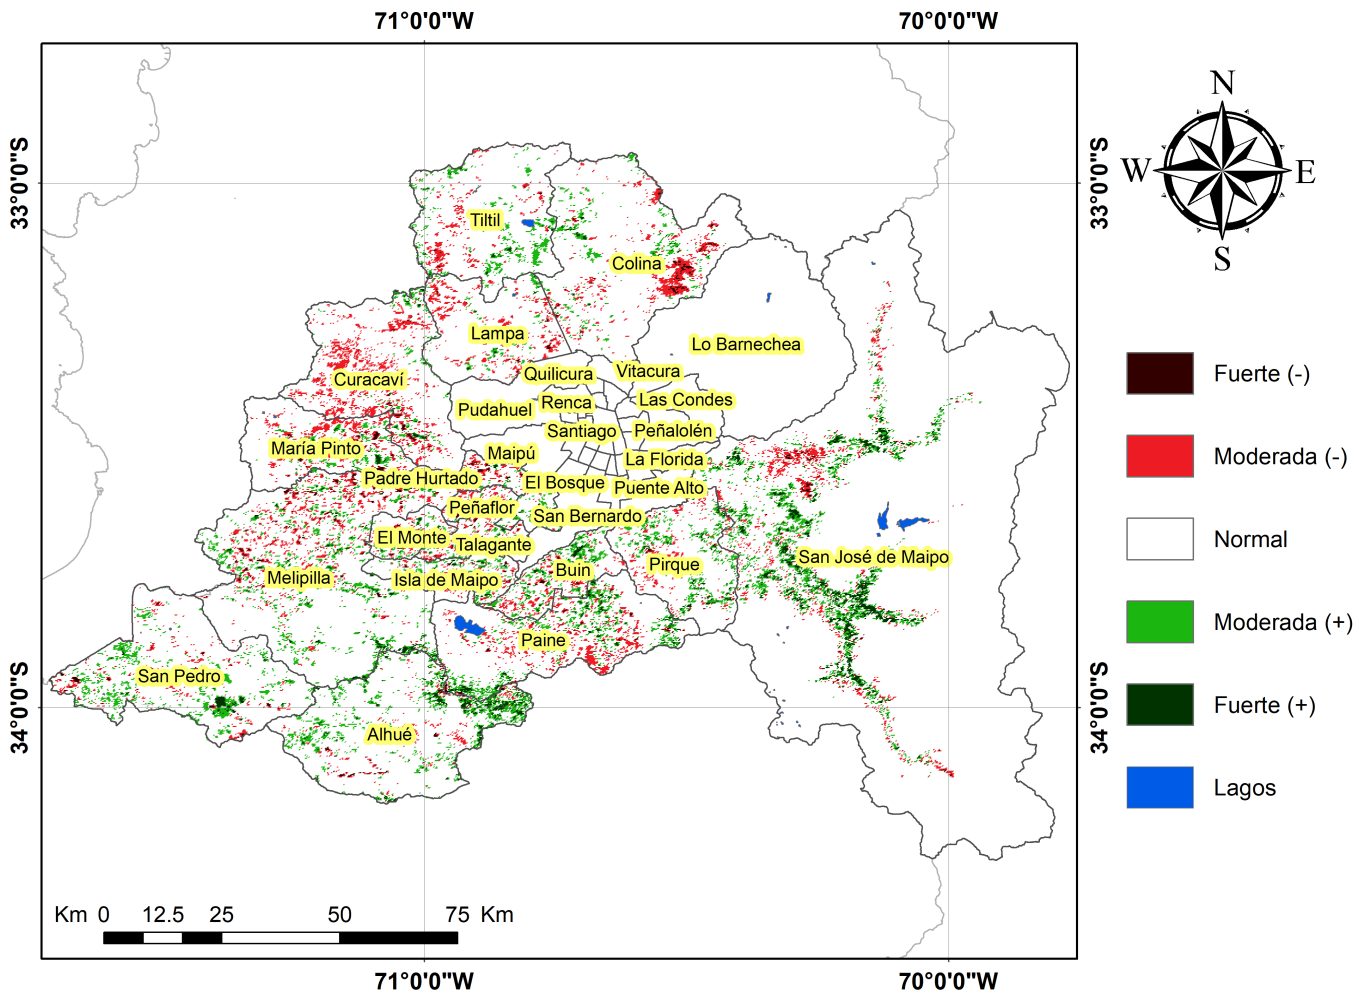 71°0'0"W
70°0'0"W
33°0'0"S
33°0'0"S
N
W
E
S
Tiltil
Colina
Lampa
Lo Barnechea
Quilicura
Vitacura
Curacaví
Renca
Las Condes
Pudahuel
Santiago
Peñalolén
María Pinto
Maipú
La Florida
Padre Hurtado
El Bosque
Puente Alto
Peñaflor
San Bernardo
El Monte
Talagante
San José de Maipo
Pirque
Buin
Melipilla
Isla de Maipo
Paine
San Pedro
Alhué
34°0'0"S
34°0'0"S
Fuerte (-)
Moderada (-)
Normal
Moderada (+)
Fuerte (+)
Lagos
Km 0 12.5 25 50 75 Km
71°0'0"W
70°0'0"W